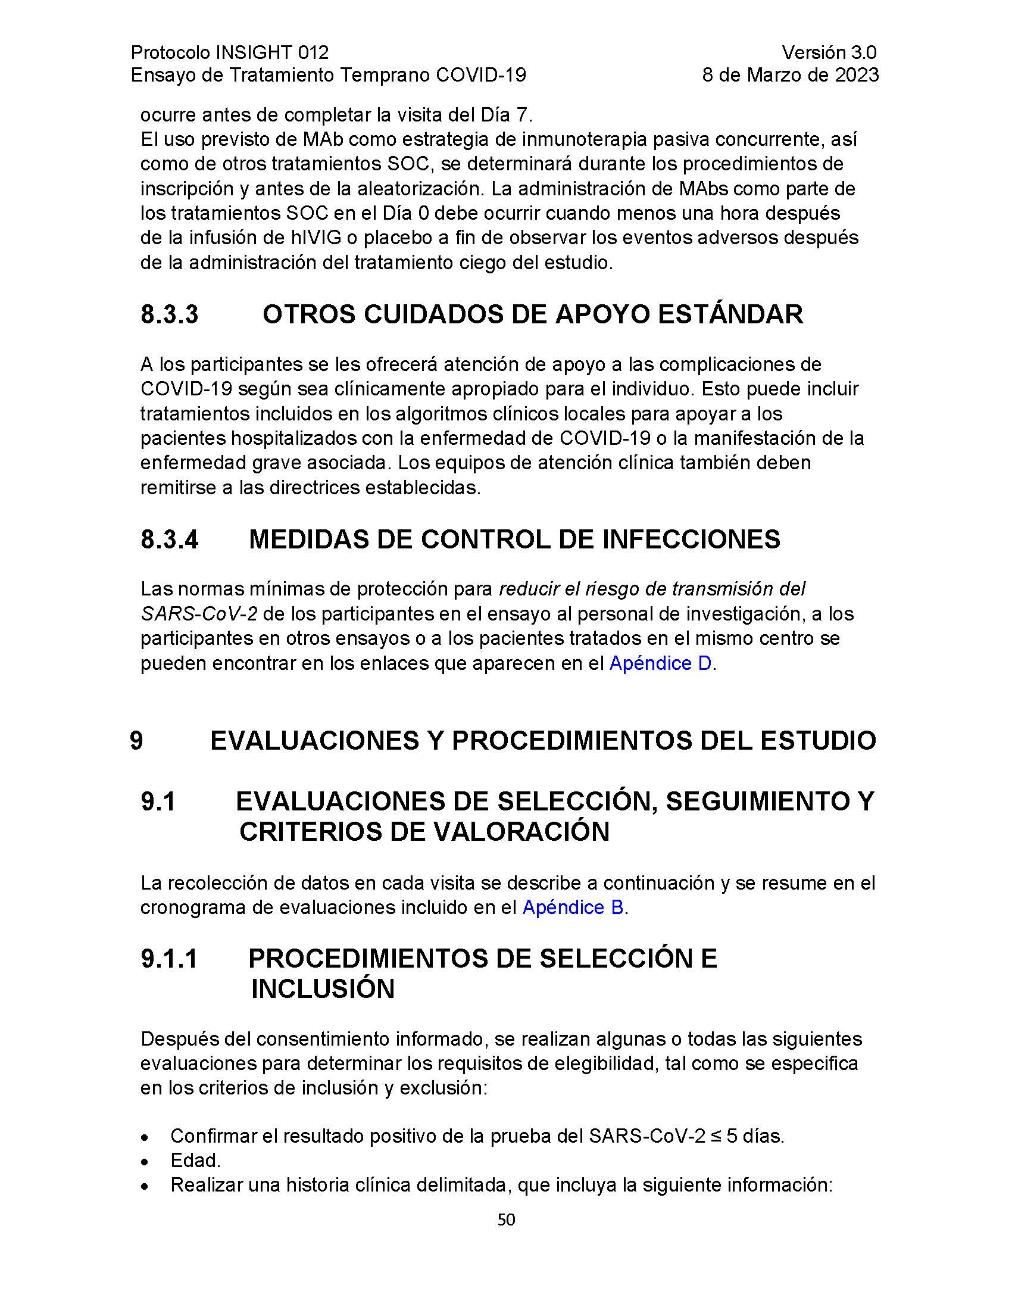 Protocolo INSIGHT 012 Versión 3.0
Ensayo de Tratamiento Temprano COVID-19 8 de Marzo de 2023
ocurre antes de completar la visita del Día 7.
El uso previsto de MAb como estrategia de inmunoterapia pasiva concurrente, así
como de otros tratamientos SOC, se determinará durante los procedimientos de
inscripción y antes de la aleatorización. La administración de MAbs como parte de
los tratamientos SOC en el Día 0 debe ocurrir cuando menos una hora después
de la infusión de hIVIG o placebo a fin de observar los eventos adversos después
de la administración del tratamiento ciego del estudio.
8.3.3 OTROS CUIDADOS DE APOYO ESTÁNDAR
A los participantes se les ofrecerá atención de apoyo a las complicaciones de
COVID-19 según sea clínicamente apropiado para el individuo. Esto puede incluir
tratamientos incluidos en los algoritmos clínicos locales para apoyar a los
pacientes hospitalizados con la enfermedad de COVID-19 o la manifestación de la
enfermedad grave asociada. Los equipos de atención clínica también deben
remitirse a las directrices establecidas.
8.3.4 MEDIDAS DE CONTROL DE INFECCIONES
Las normas mínimas de protección para reducir el riesgo de transmisión del
SARS-CoV-2 de los participantes en el ensayo al personal de investigación, a los
participantes en otros ensayos o a los pacientes tratados en el mismo centro se
pueden encontrar en los enlaces que aparecen en el Apéndice D.
9 EVALUACIONES Y PROCEDIMIENTOS DEL ESTUDIO
9.1 EVALUACIONES DE SELECCIÓN, SEGUIMIENTO Y
CRITERIOS DE VALORACIÓN
La recolección de datos en cada visita se describe a continuación y se resume en el
cronograma de evaluaciones incluido en el Apéndice B.
9.1.1 PROCEDIMIENTOS DE SELECCIÓN E
INCLUSIÓN
Después del consentimiento informado, se realizan algunas o todas las siguientes
evaluaciones para determinar los requisitos de elegibilidad, tal como se especifica
en los criterios de inclusión y exclusión:
• Confirmar el resultado positivo de la prueba del SARS-CoV-2 ≤ 5 días.
• Edad.
• Realizar una historia clínica delimitada, que incluya la siguiente información:
50